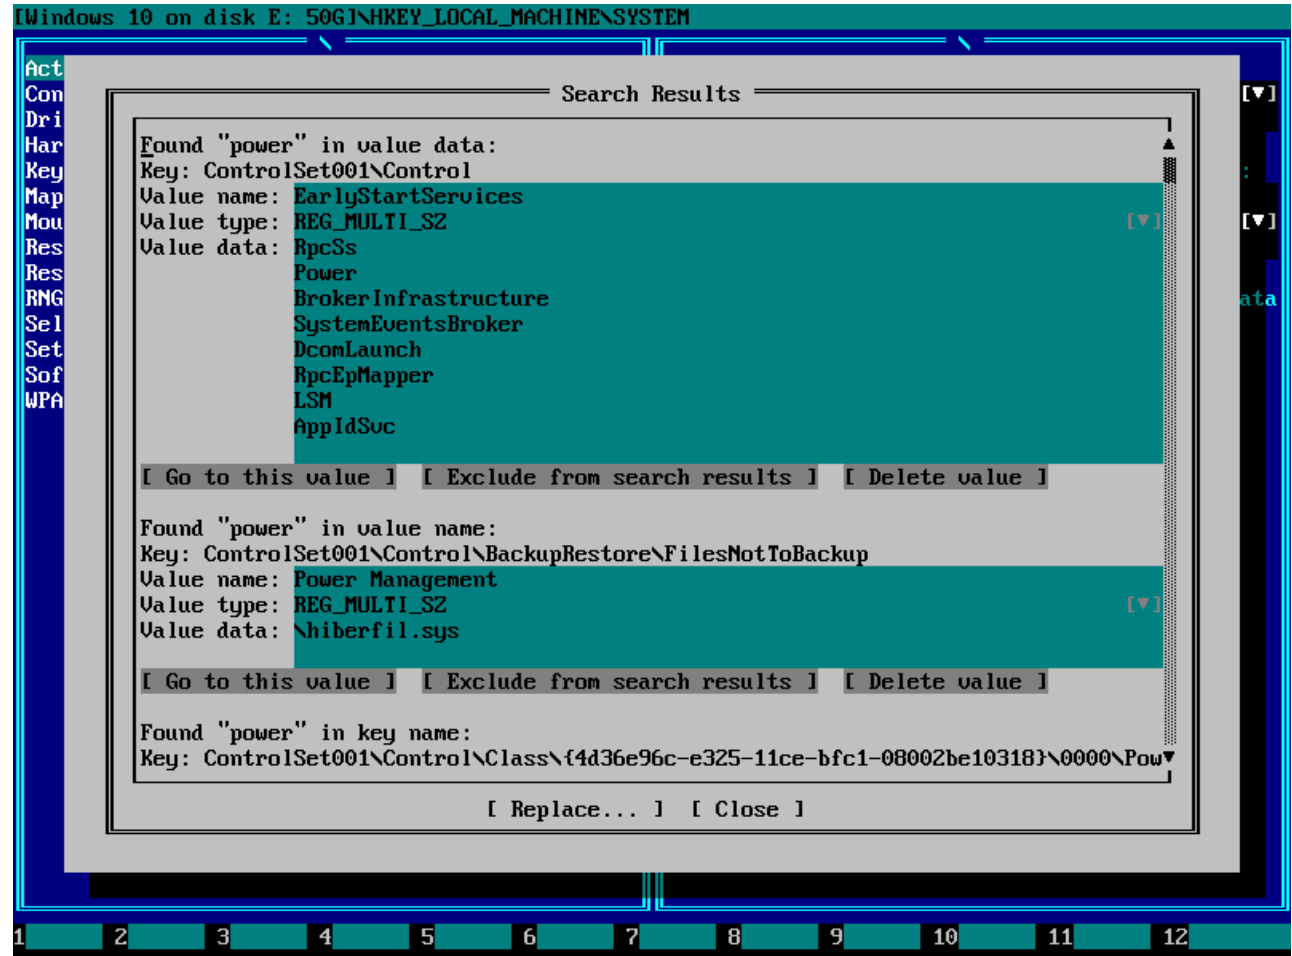 [Windows 10 on disk E: 50G]\HKEY_LOCAL_MACHINE\SYSTEM
Act
Con
Dri
Har
Key
Map
Mou
Res
Res
RNG
Sel
Set
Sof
WPA
Search Results
Found "power" in value data:
Key: ControlSet001\Control
Value name: EarlyStartServices
Value type: REG_MULTI_SZ [▼]
Value data: RpcSs
Power
BrokerInfrastructure
SystemEventsBroker
DcomLaunch
RpcEpMapper
LSM
AppIdSvc
[ Go to this value ] [ Exclude from search results ] [ Delete value ]
Found "power" in value name:
Key: ControlSet001\Control\BackupRestore\FilesNotToBackup
Value name: Power Management
Value type: REG_MULTI_SZ [▼]
Value data: \hiberfil.sys
[ Go to this value ] [ Exclude from search results ] [ Delete value ]
Found "power" in key name:
Key: ControlSet001\Control\Class\{4d36e96c-e325-11ce-bfc1-08002be10318}\0000\Pow
[ Replace... ] [ Close ]
[▼]
:
[▼]
ata
1 2 3 4 5 6 7 8 9 10 11 12